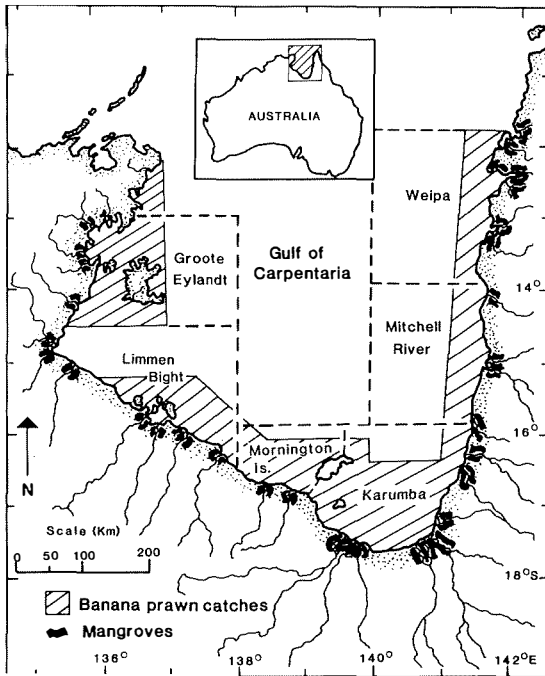 AUSTRALIA
Weipa
Gulf of
Carpentaria
Groote
Eylandt
14°
Mitchell
River
Limmen
Bight
16°
Mornington
Is.
N
Karumba
Scale (Km)
0 50 100 200
18°S
Banana prawn catches
Mangroves
136° 138° 140° 142°E